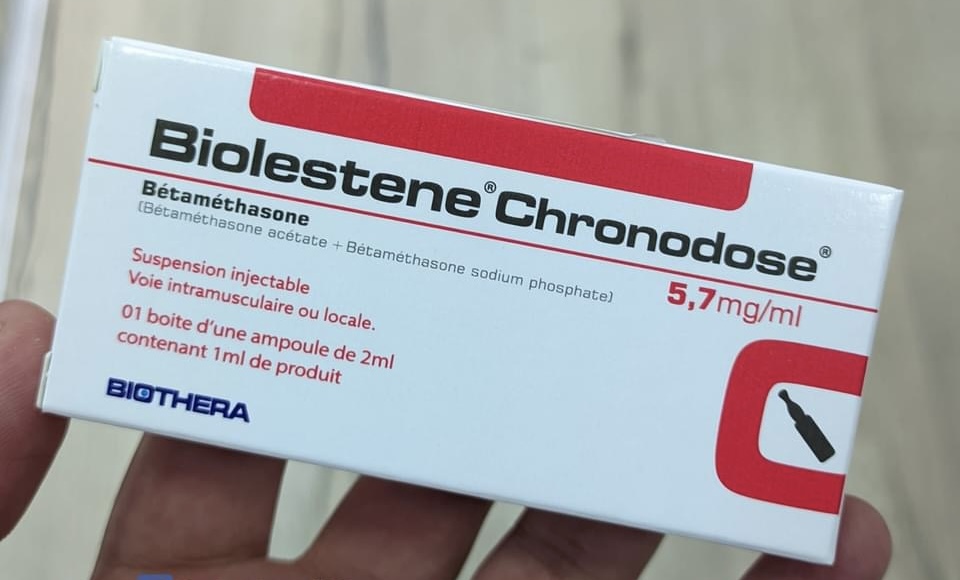 Biolestene® Chronodose®
Bétaméthasone
(Bétaméthasone acétate + Bétaméthasone sodium phosphate)
5,7mg/ml
Suspension injectable
Voie intramusculaire ou locale.
01 boite d'une ampoule de 2ml
contenant 1ml de produit
BIOTHERA